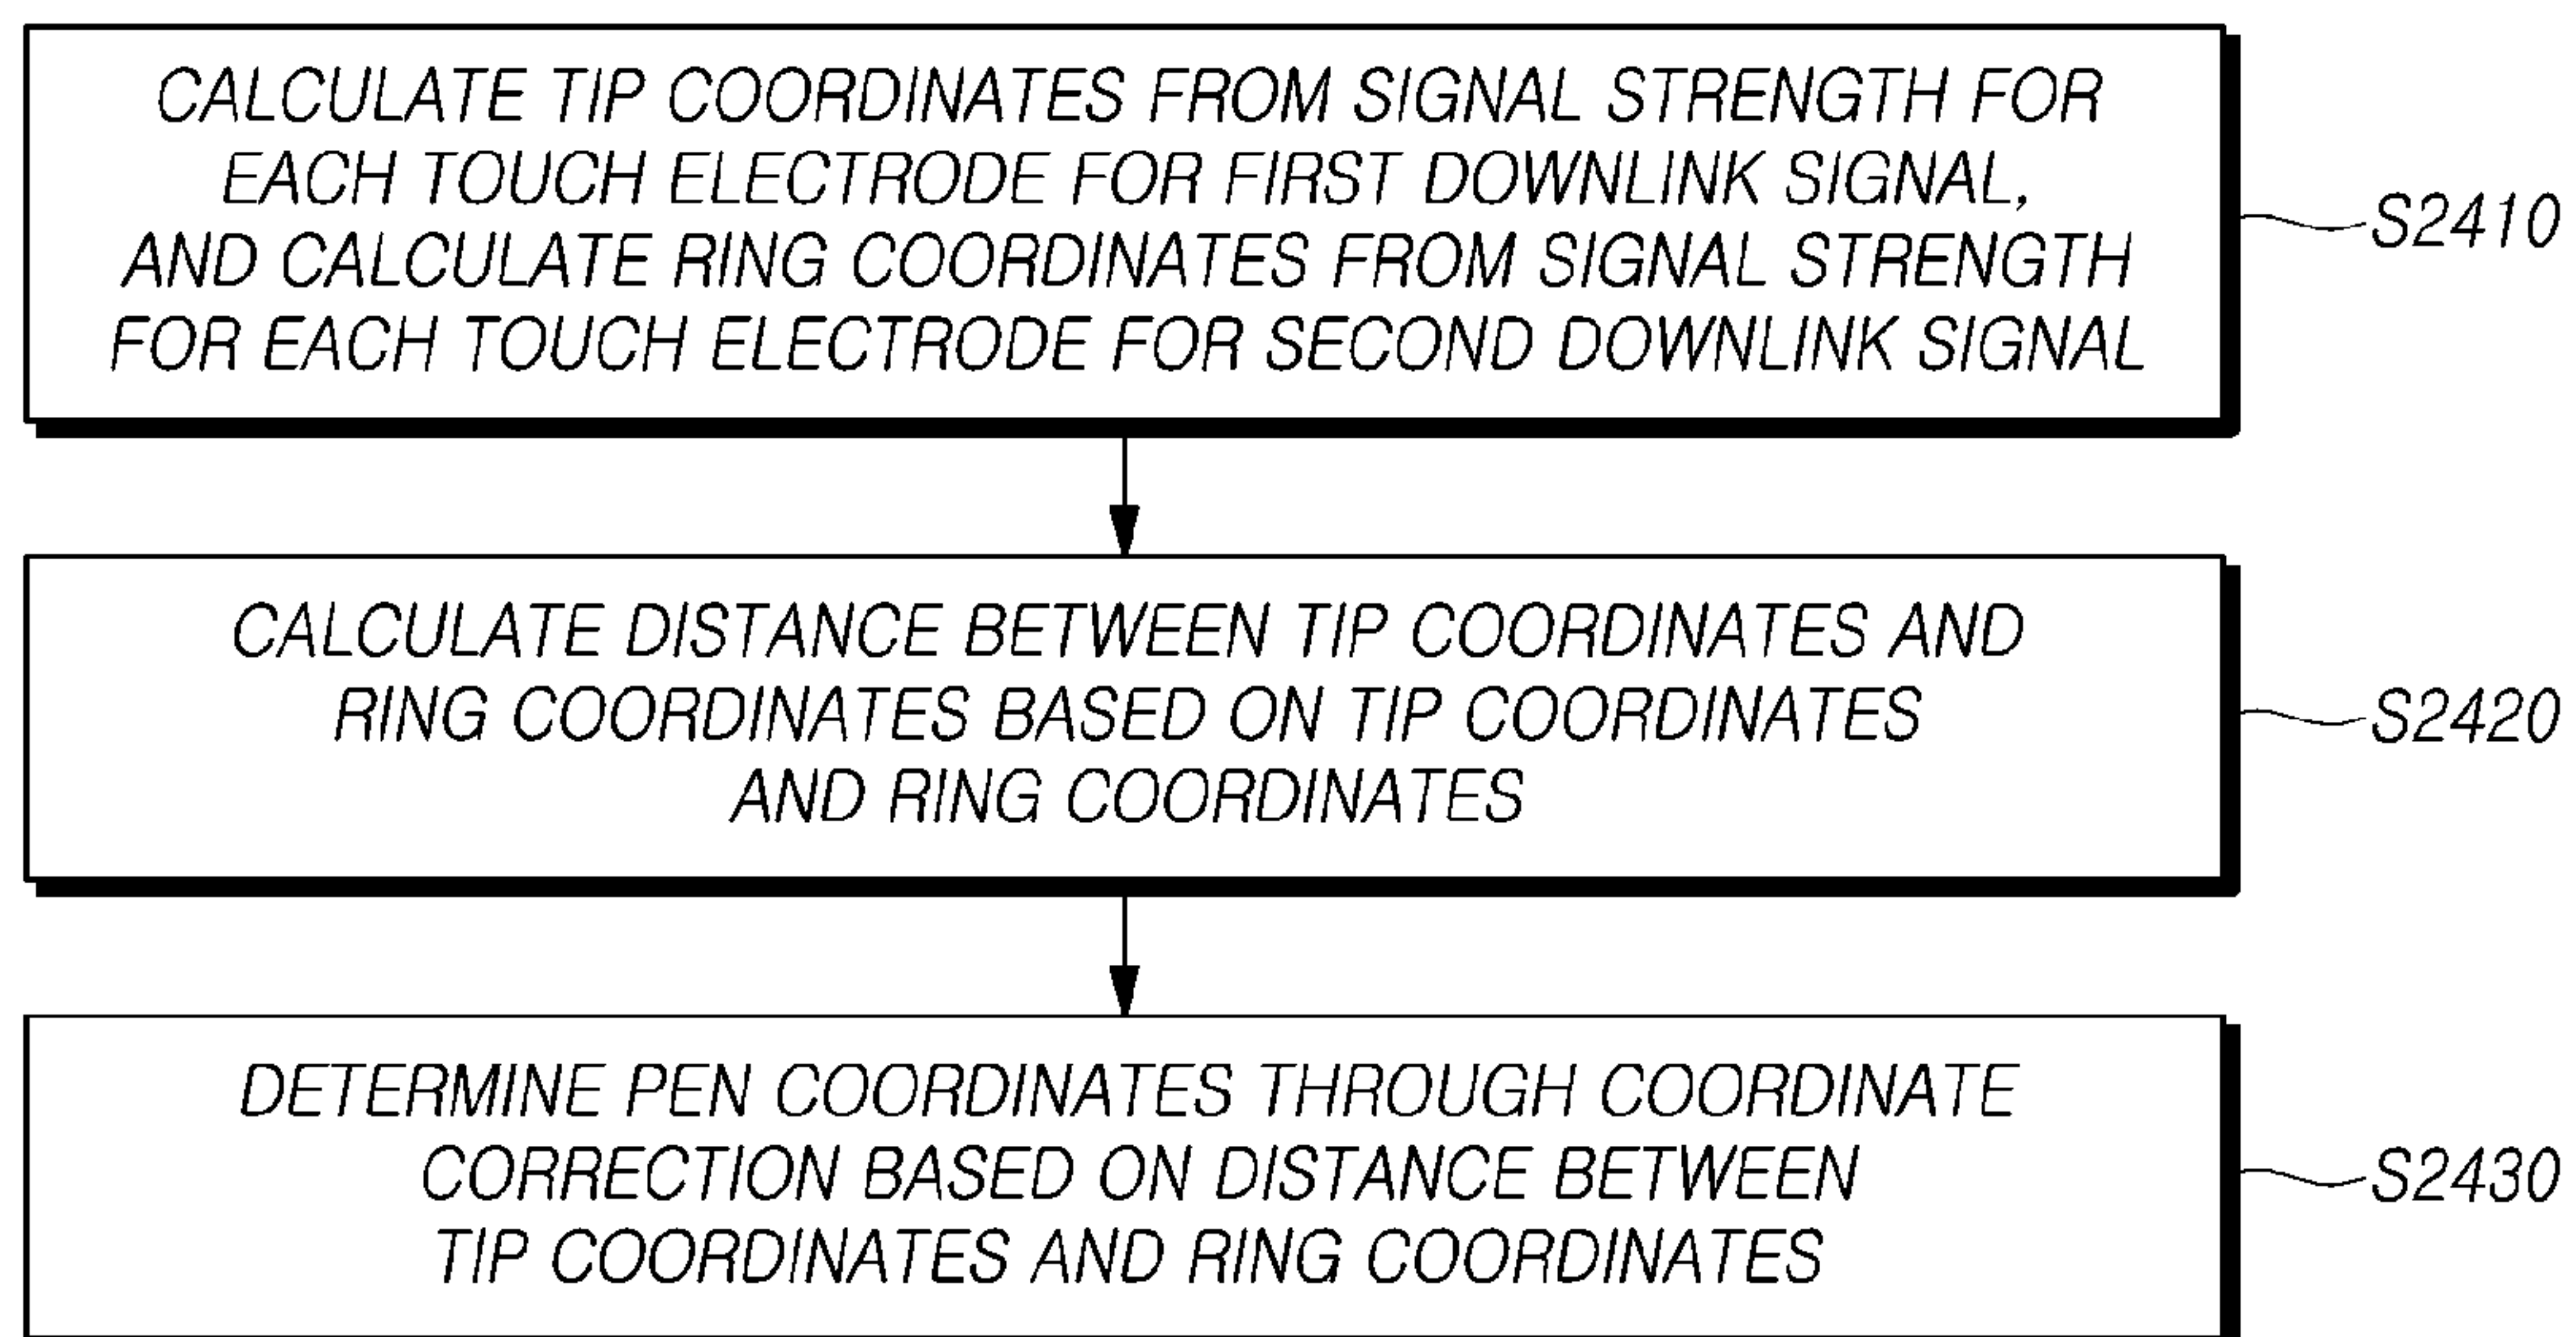 CALCULATE TIP COORDINATES FROM SIGNAL STRENGTH FOR
EACH TOUCH ELECTRODE FOR FIRST DOWNLINK SIGNAL,
AND CALCULATE RING COORDINATES FROM SIGNAL STRENGTH
FOR EACH TOUCH ELECTRODE FOR SECOND DOWNLINK SIGNAL
S2410
CALCULATE DISTANCE BETWEEN TIP COORDINATES AND
RING COORDINATES BASED ON TIP COORDINATES
AND RING COORDINATES
S2420
DETERMINE PEN COORDINATES THROUGH COORDINATE
CORRECTION BASED ON DISTANCE BETWEEN
TIP COORDINATES AND RING COORDINATES
S2430